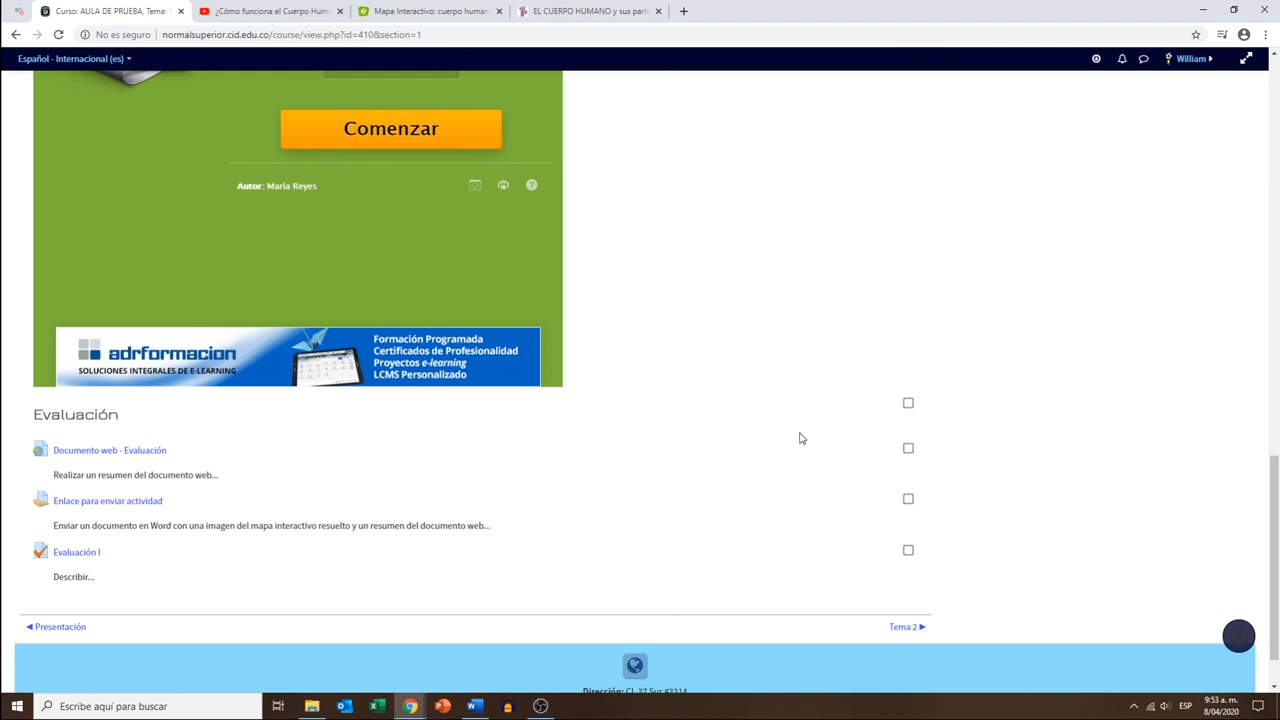 Curso: AULA DE PRUEBA, Tema: T
¿Cómo funciona el Cuerpo Huma
Mapa Interactivo: cuerpo human
EL CUERPO HUMANO y sus part
No es seguro
normalsuperior.cid.edu.co/course/view.php?id=410&section=1
Español - Internacional (es)
William
Comenzar
Autor: María Reyes
adrformacion
SOLUCIONES INTEGRALES DE E-LEARNING
Formación Programada
Certificados de Profesionalidad
Proyectos e-learning
LCMS Personalizado
Evaluación
Documento web - Evaluación
Realizar un resumen del documento web...
Enlace para enviar actividad
Enviar un documento en Word con una imagen del mapa interactivo resuelto y un resumen del documento web...
Evaluación I
Describir...
◄ Presentación
Tema 2 ►
Dirección: CL 37 Sur #3314
Escribe aquí para buscar
ESP
9:53 a. m.
8/04/2020